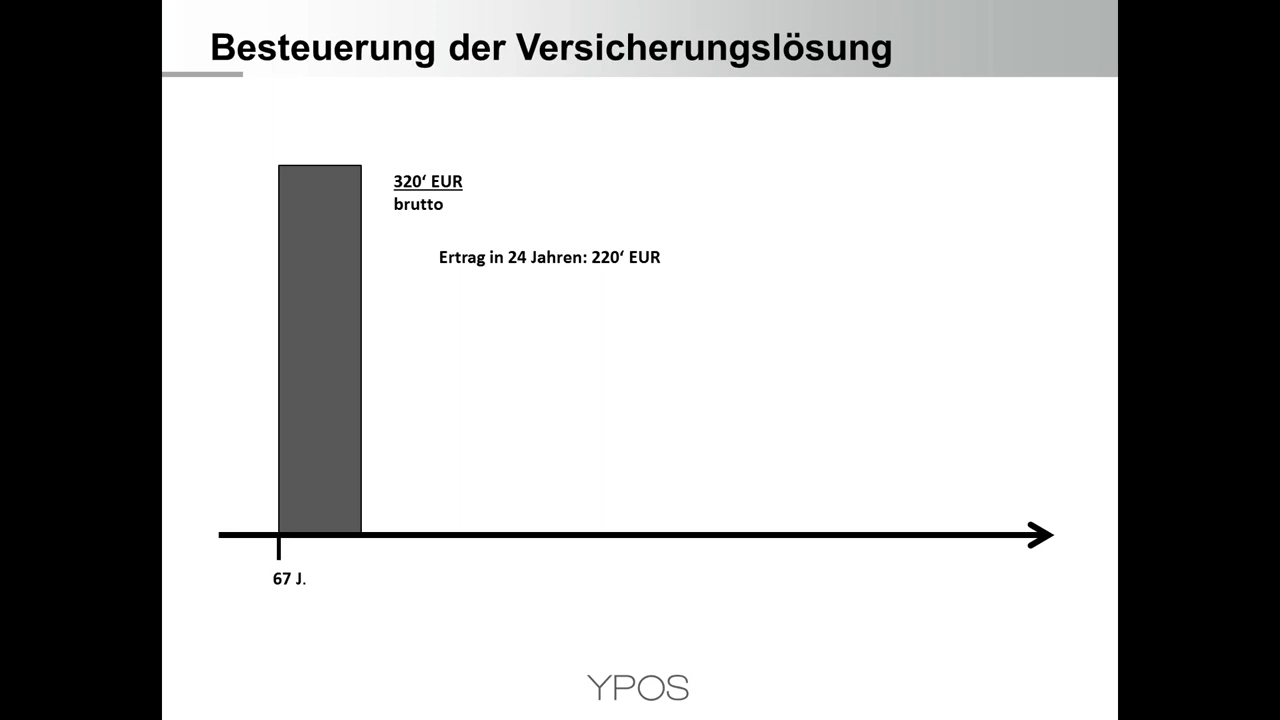 Besteuerung der Versicherungslösung
320‘ EUR
brutto
Ertrag in 24 Jahren: 220‘ EUR
67 J.
YPOS